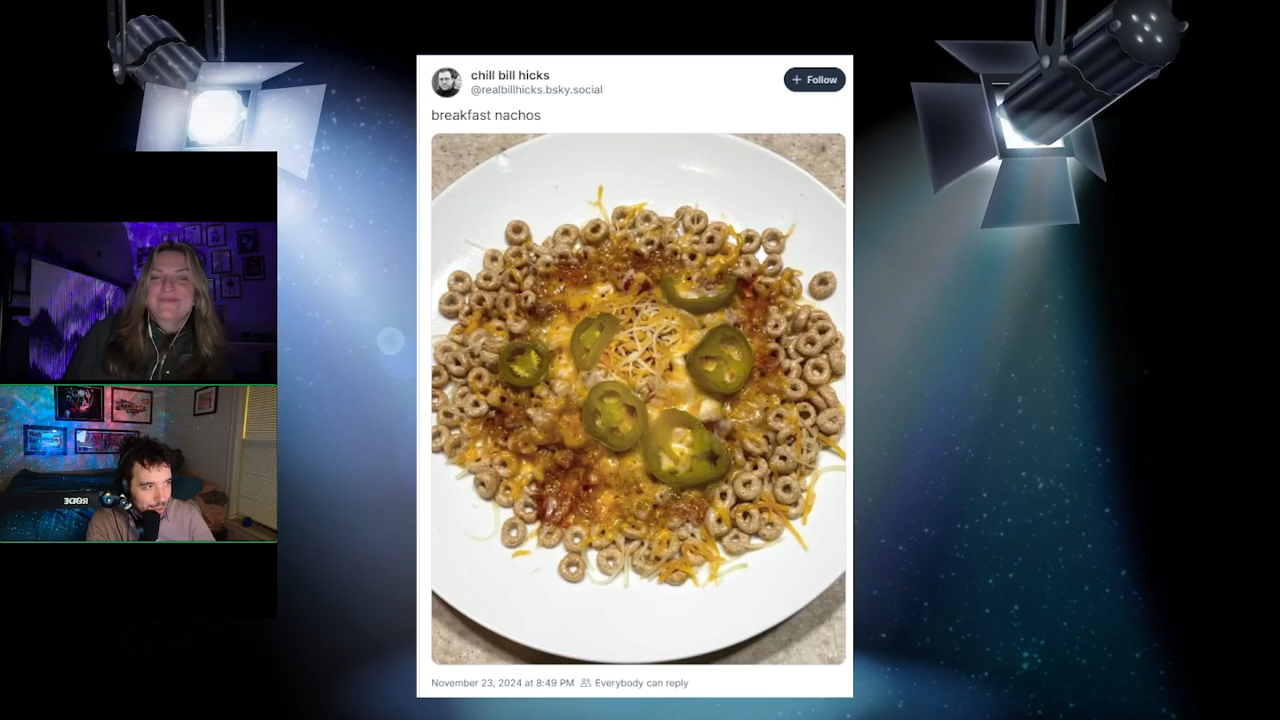 chill bill hicks
@realbillhicks.bsky.social
+ Follow
breakfast nachos
RØDE
November 23, 2024 at 8:49 PM Everybody can reply